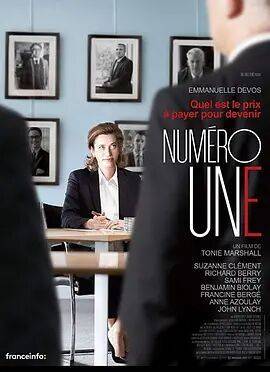 EMMANUELLE DEVOS
Quel est le prix
à payer pour devenir
NUMÉRO
UNE
UN FILM DE
TONIE MARSHALL
SUZANNE CLÉMENT
RICHARD BERRY
SAMI FREY
BENJAMIN BIOLAY
FRANCINE BERGÉ
ANNE AZOULAY
JOHN LYNCH
franceinfo: